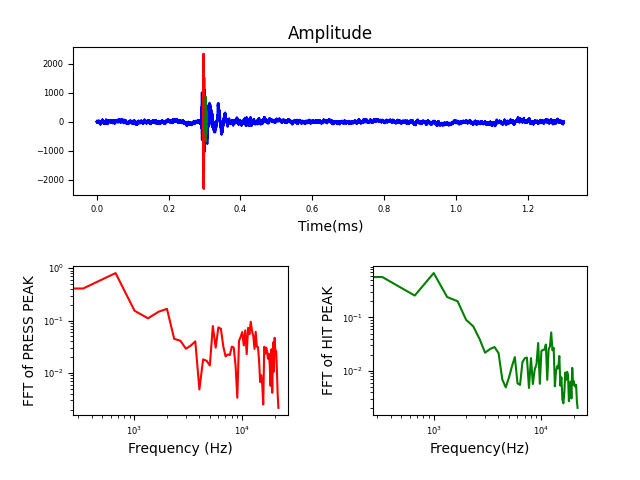 Amplitude
2000
1000
0
−1000
−2000
0.0 0.2 0.4 0.6 0.8 1.0 1.2
Time(ms)
FFT of PRESS PEAK
10⁰
10⁻¹
10⁻²
10³ 10⁴
Frequency (Hz)
FFT of HIT PEAK
10⁻¹
10⁻²
10³ 10⁴
Frequency(Hz)